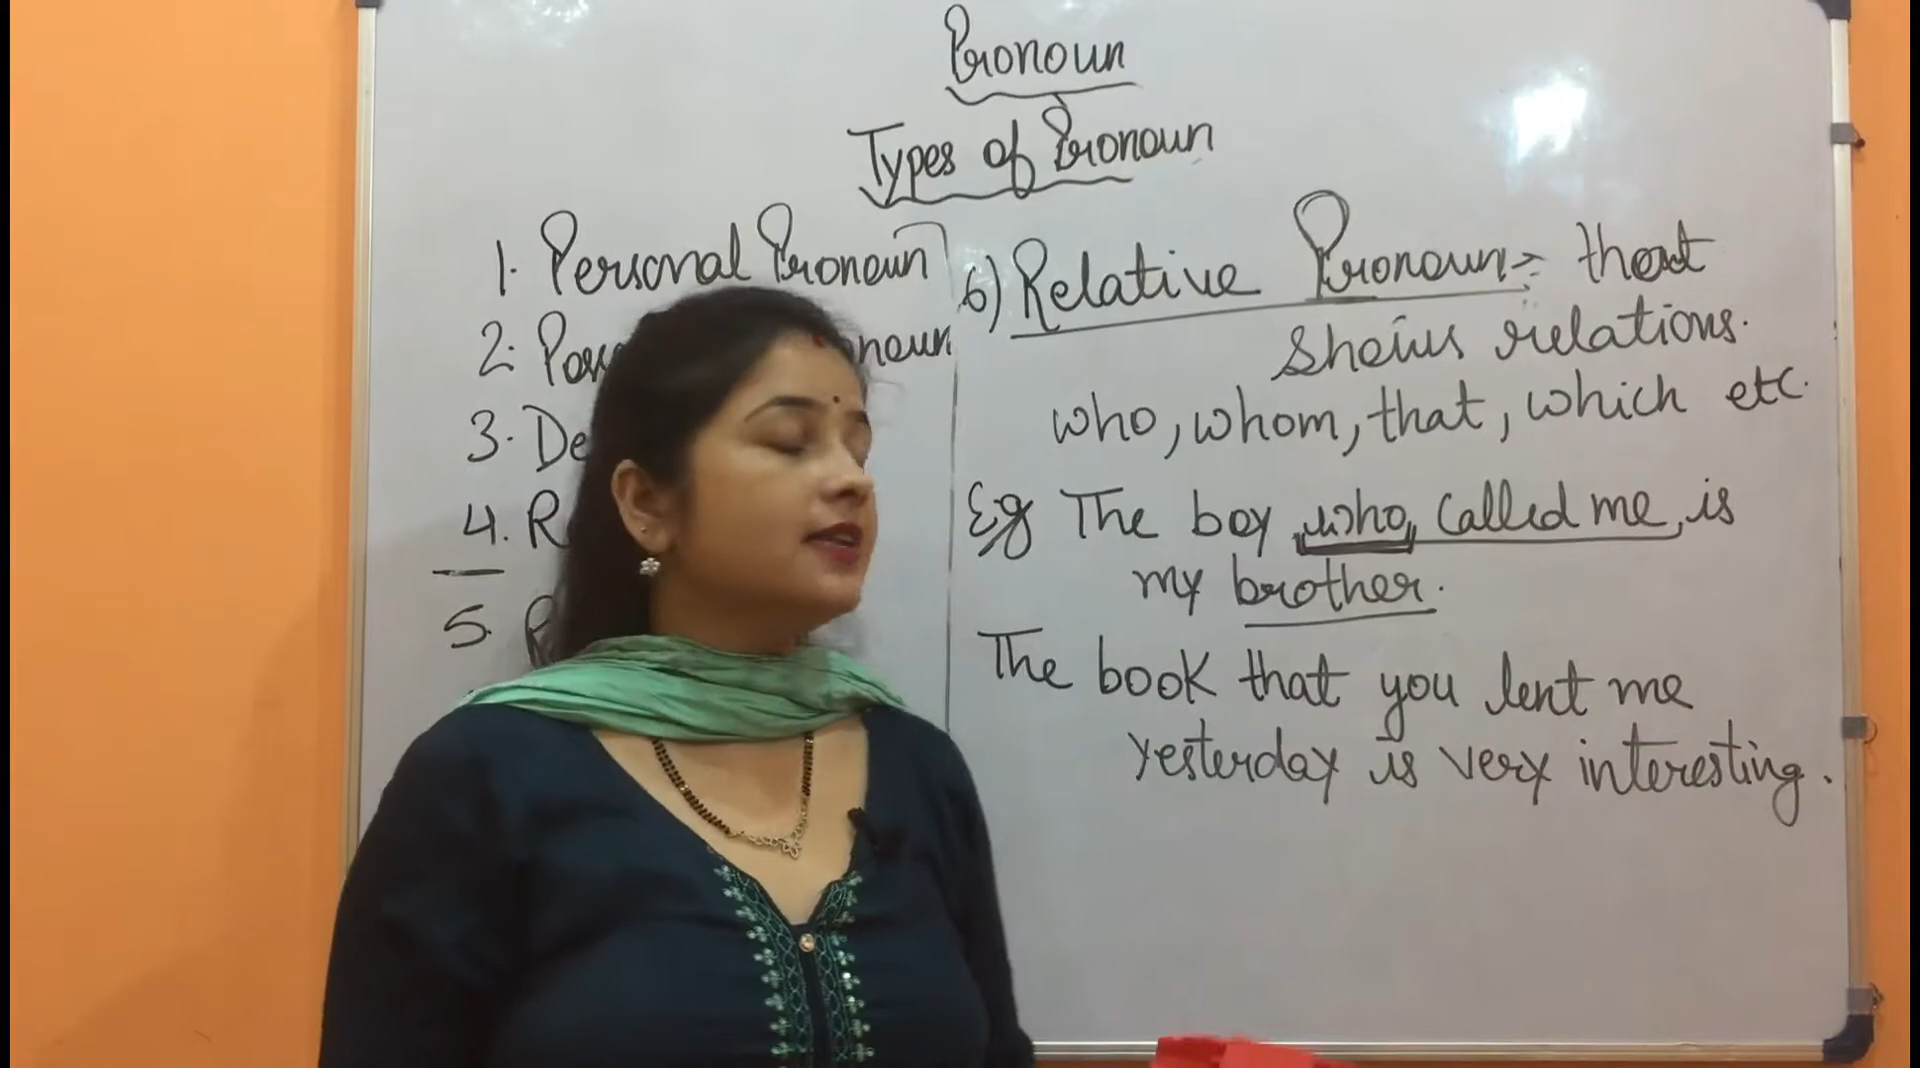 Pronoun
Types of Pronoun
1. Personal Pronoun
2.
3.
4.
5.
6) Relative Pronoun:- that
shows relations.
who, whom, that, which etc.
Eg The boy who called me is
my brother.
The book that you lent me
yesterday is very interesting.